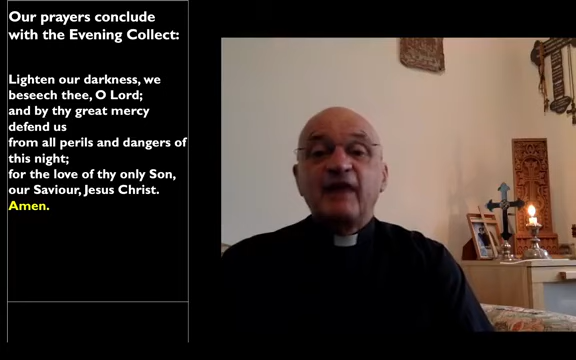 Our prayers conclude
with the Evening Collect:
Lighten our darkness, we
beseech thee, O Lord;
and by thy great mercy
defend us
from all perils and dangers of
this night;
for the love of thy only Son,
our Saviour, Jesus Christ.
Amen.